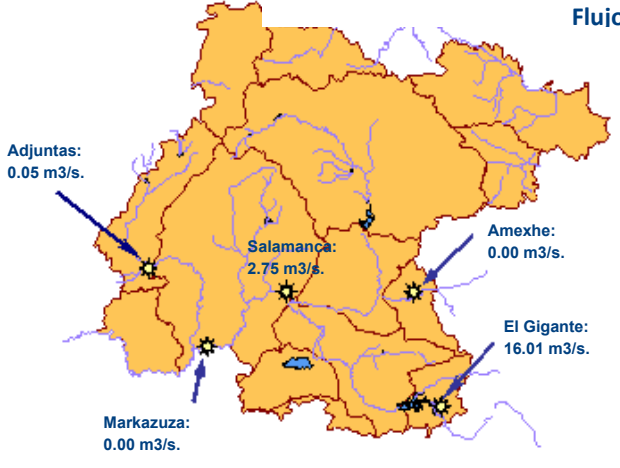 Flujo
Adjuntas:
0.05 m3/s.
Salamanca:
2.75 m3/s.
Amexhe:
0.00 m3/s.
El Gigante:
16.01 m3/s.
Markazuza:
0.00 m3/s.